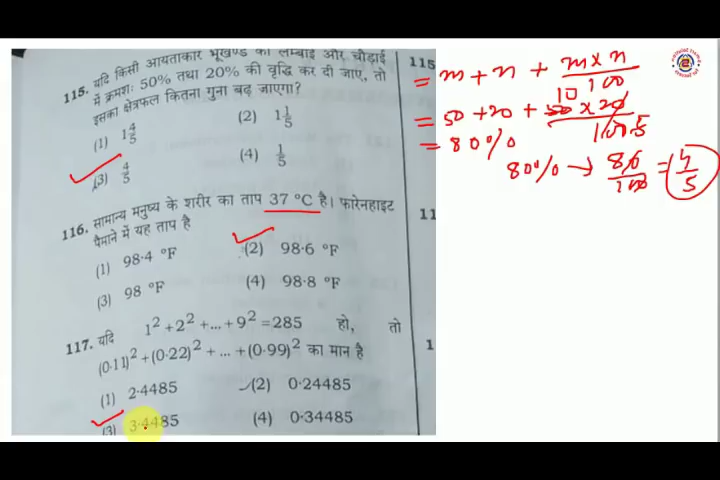 115. यदि किसी आयताकार भूखण्ड की लम्बाई और चौड़ाई
में क्रमशः 50% तथा 20% की वृद्धि कर दी जाए, तो
इसका क्षेत्रफल कितना गुना बढ़ जाएगा?
(1) 1 4/5
(2) 1 1/5
(3) 4/5
(4) 1/5
116. सामान्य मनुष्य के शरीर का ताप 37 °C है। फारेनहाइट
पैमाने में यह ताप है
(1) 98·4 °F
(2) 98·6 °F
(3) 98 °F
(4) 98·8 °F
117. यदि 1² + 2² + ... + 9² = 285 हो, तो
(0·11)² + (0·22)² + ... + (0·99)² का मान है
(1) 2·4485
(2) 0·24485
(3) 3·4485
(4) 0·34485
115
= m + n + m × n / 100
= 50 + 20 + 50 × 20 / 100
= 80%
80% → 80/100 = 4/5
11
1